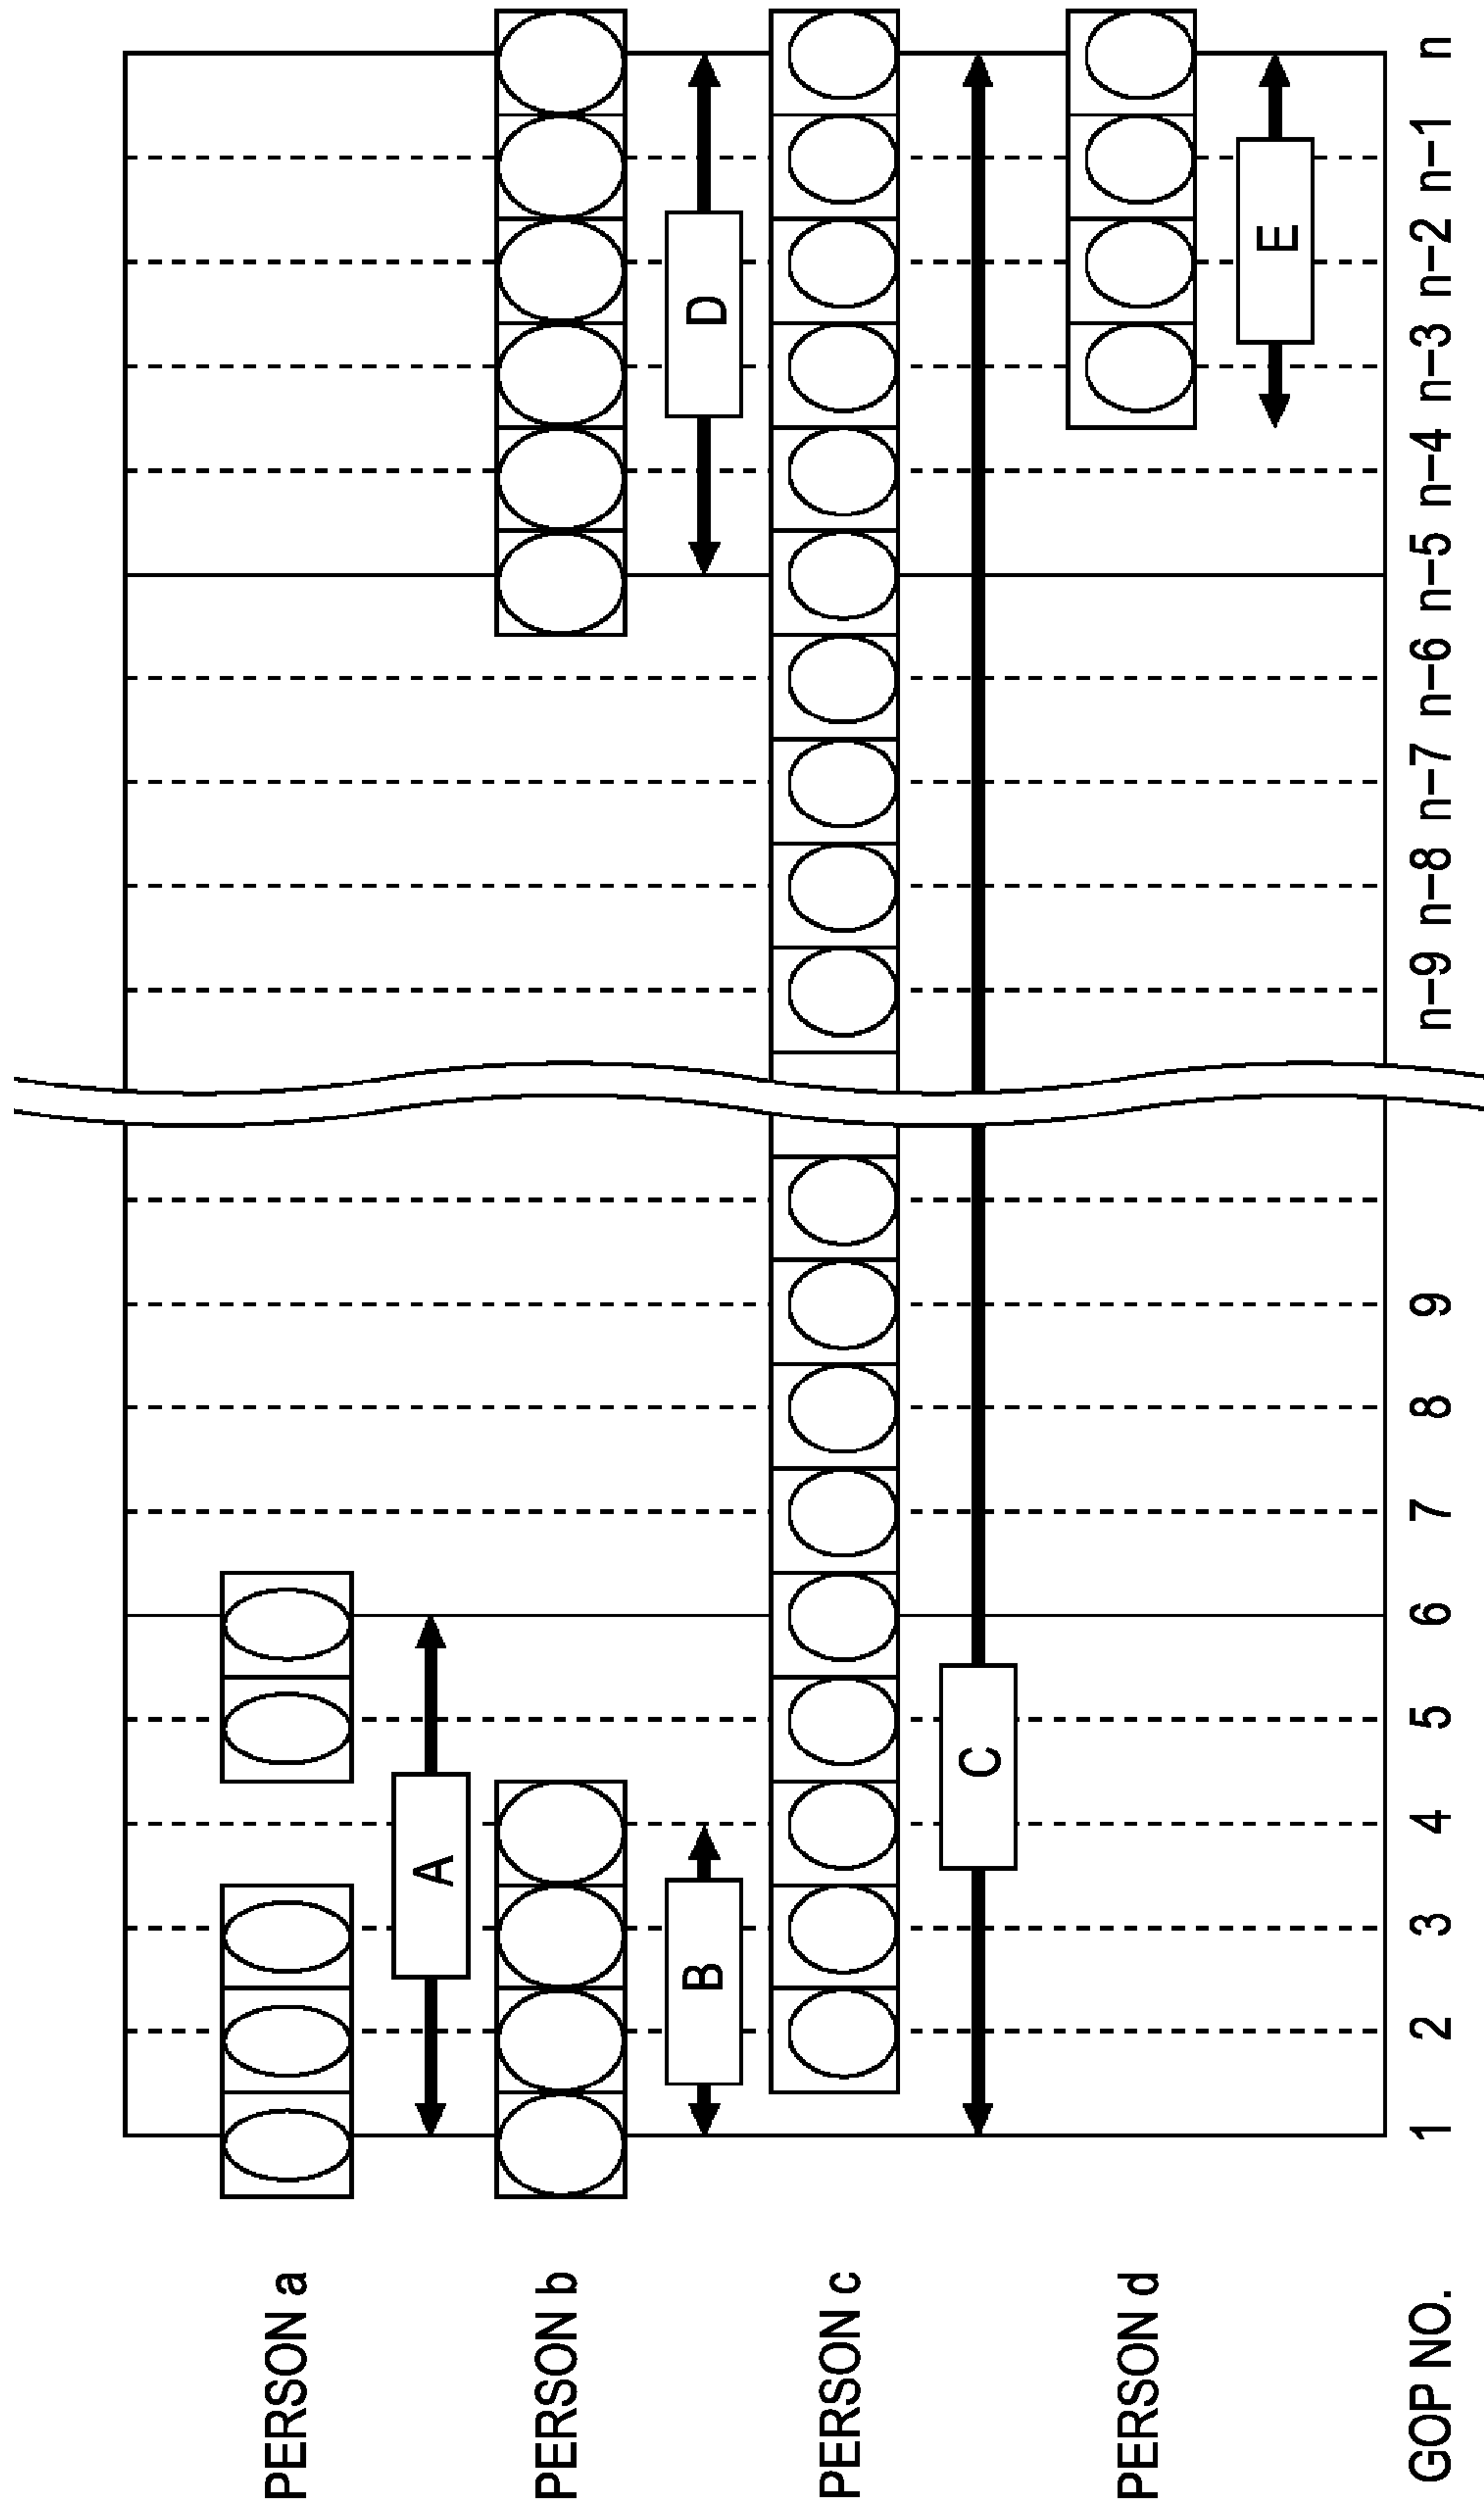 PERSON a
A
PERSON b
B
D
PERSON c
C
PERSON d
E
GOP NO. 1 2 3 4 5 6 7 8 9 n-9 n-8 n-7 n-6 n-5 n-4 n-3 n-2 n-1 n